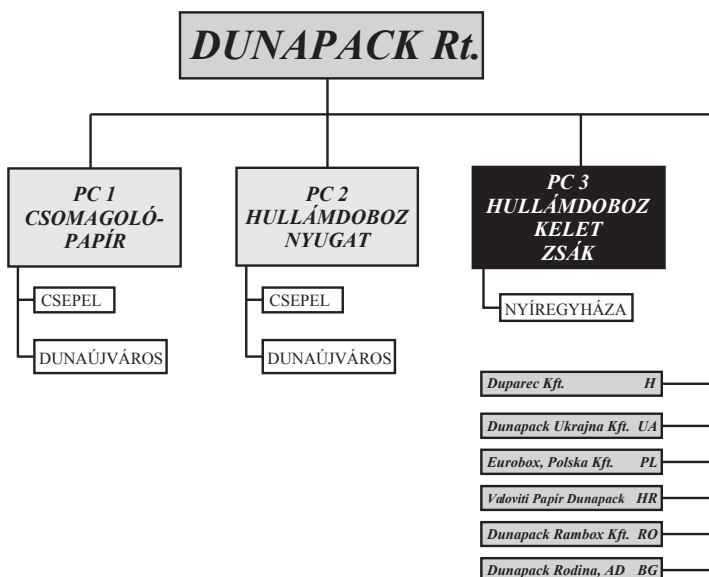 DUNAPACK Rt.
PC 1
CSOMAGOLÓ-
PAPÍR
CSEPEL
DUNAÚJVÁROS
PC 2
HULLÁMDOBOZ
NYUGAT
CSEPEL
DUNAÚJVÁROS
PC 3
HULLÁMDOBOZ
KELET
ZSÁK
NYÍREGYHÁZA
Duparec Kft. H
Dunapack Ukrajna Kft. UA
Eurobox, Polska Kft. PL
Valoviti Papír Dunapack HR
Dunapack Rambox Kft. RO
Dunapack Rodina, AD BG